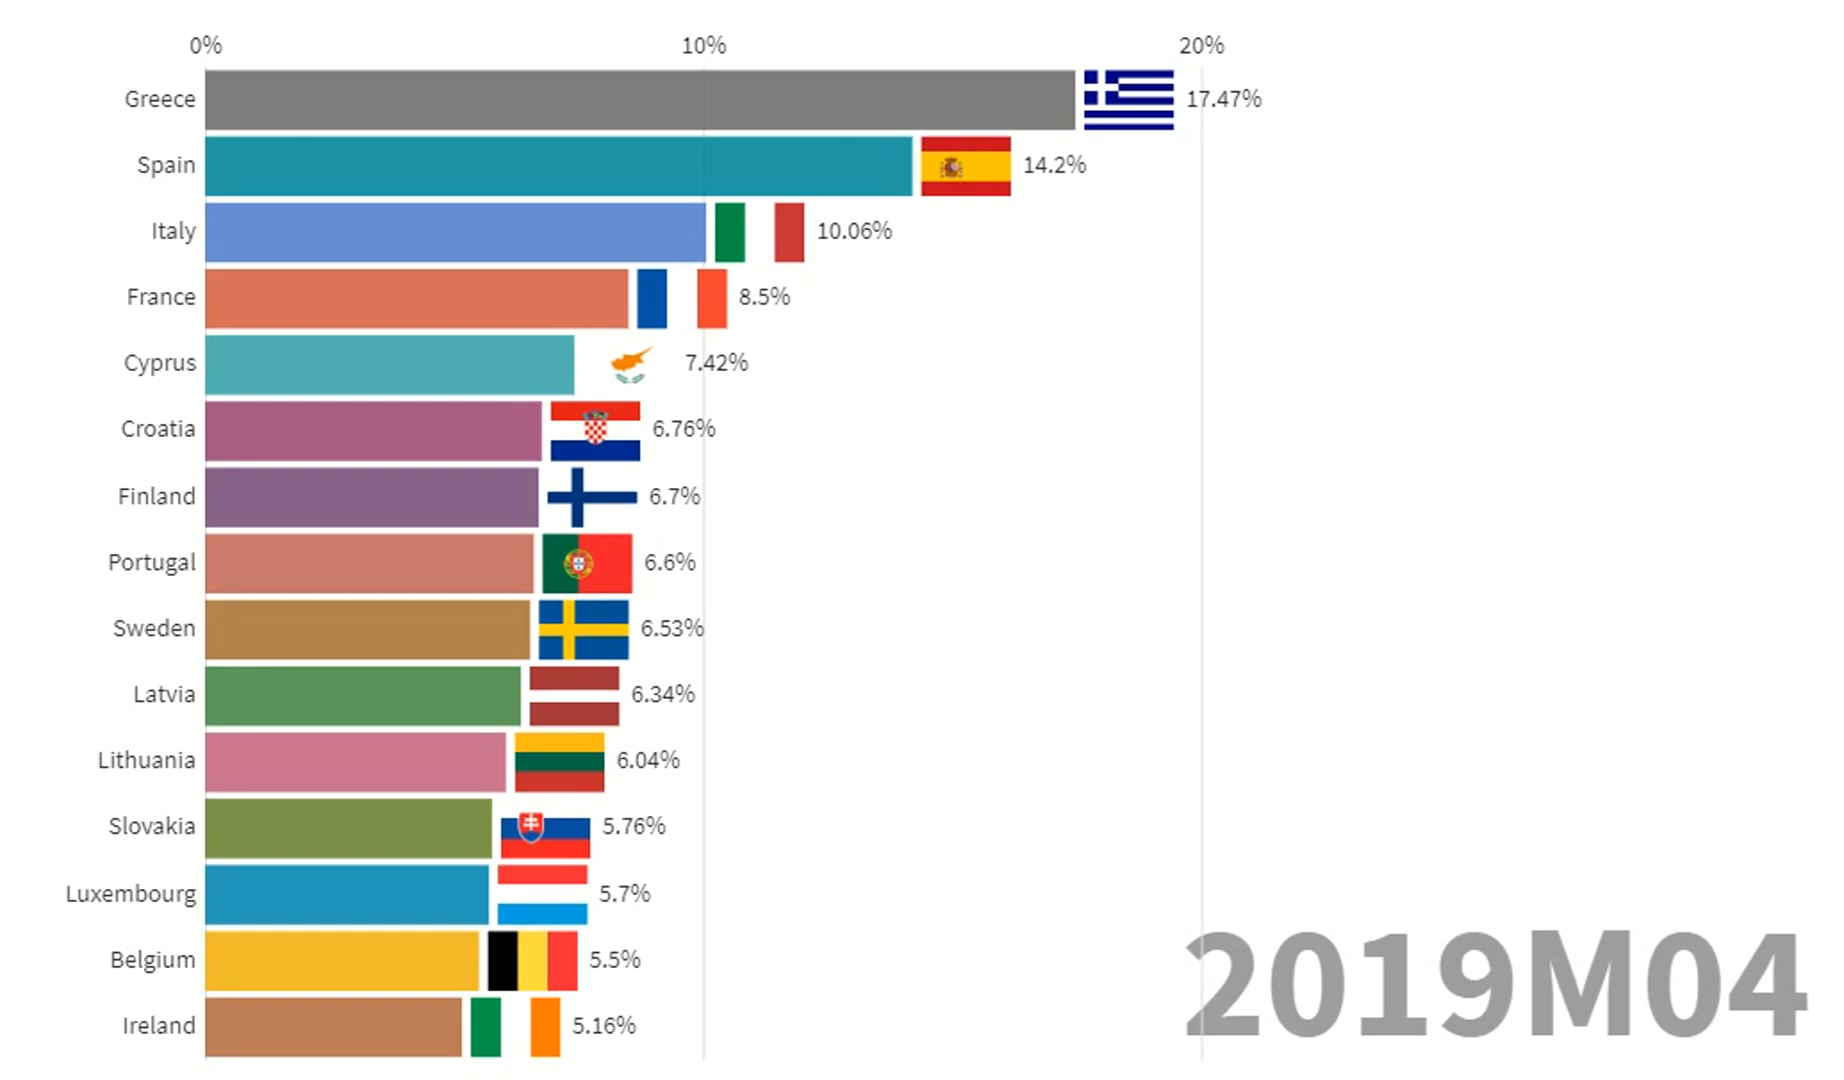 0% 10% 20%
Greece 17.47%
Spain 14.2%
Italy 10.06%
France 8.5%
Cyprus 7.42%
Croatia 6.76%
Finland 6.7%
Portugal 6.6%
Sweden 6.53%
Latvia 6.34%
Lithuania 6.04%
Slovakia 5.76%
Luxembourg 5.7%
Belgium 5.5%
Ireland 5.16%
2019M04